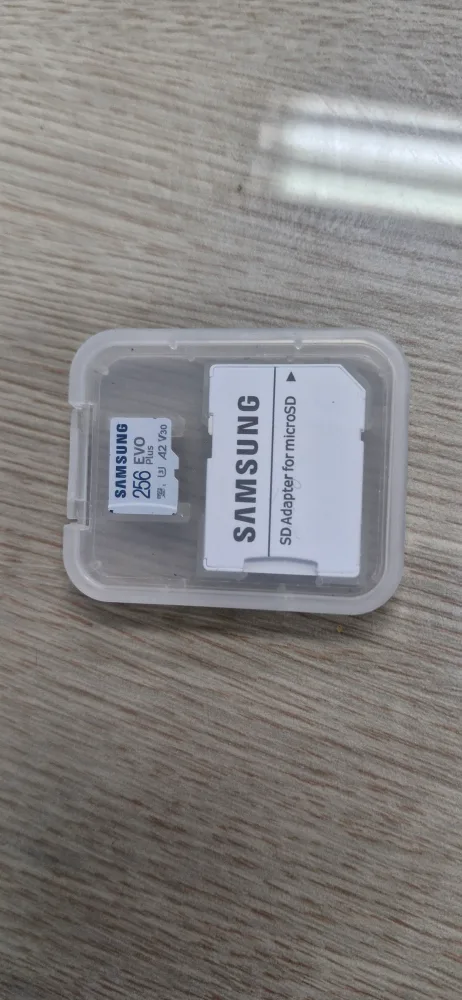 SAMSUNG
256 EVO
Plus
A2 V30
SAMSUNG
SD Adapter for microSD